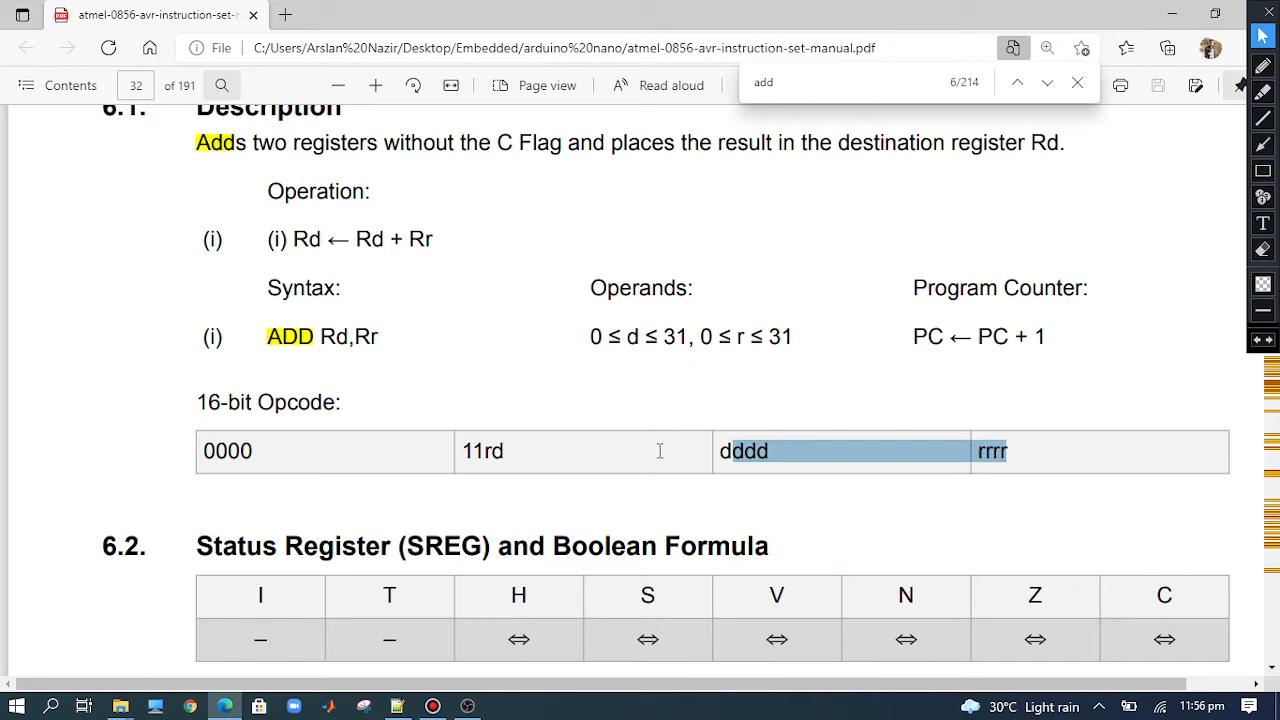 atmel-0856-avr-instruction-set-m
File C:/Users/Arslan%20Nazir/Desktop/Embedded/arduino%20nano/atmel-0856-avr-instruction-set-manual.pdf
Contents 32 of 191 Page view Read aloud
add 6/214
6.1. Description
Adds two registers without the C Flag and places the result in the destination register Rd.
Operation:
(i) (i) Rd ← Rd + Rr
Syntax: Operands: Program Counter:
(i) ADD Rd,Rr 0 ≤ d ≤ 31, 0 ≤ r ≤ 31 PC ← PC + 1
16-bit Opcode:
0000 11rd dddd rrrr
6.2. Status Register (SREG) and Boolean Formula
I T H S V N Z C
– – ⇔ ⇔ ⇔ ⇔ ⇔ ⇔
30°C Light rain 11:56 pm